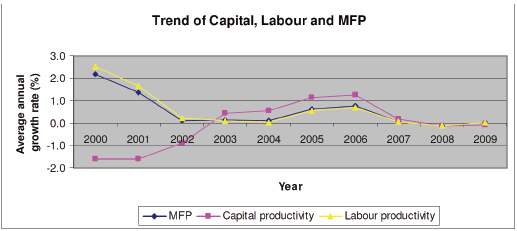 Trend of Capital, Labour and MFP
Average annual
growth rate (%)
3.0
2.0
1.0
0.0
-1.0
-2.0
2000 2001 2002 2003 2004 2005 2006 2007 2008 2009
Year
MFP Capital productivity Labour productivity